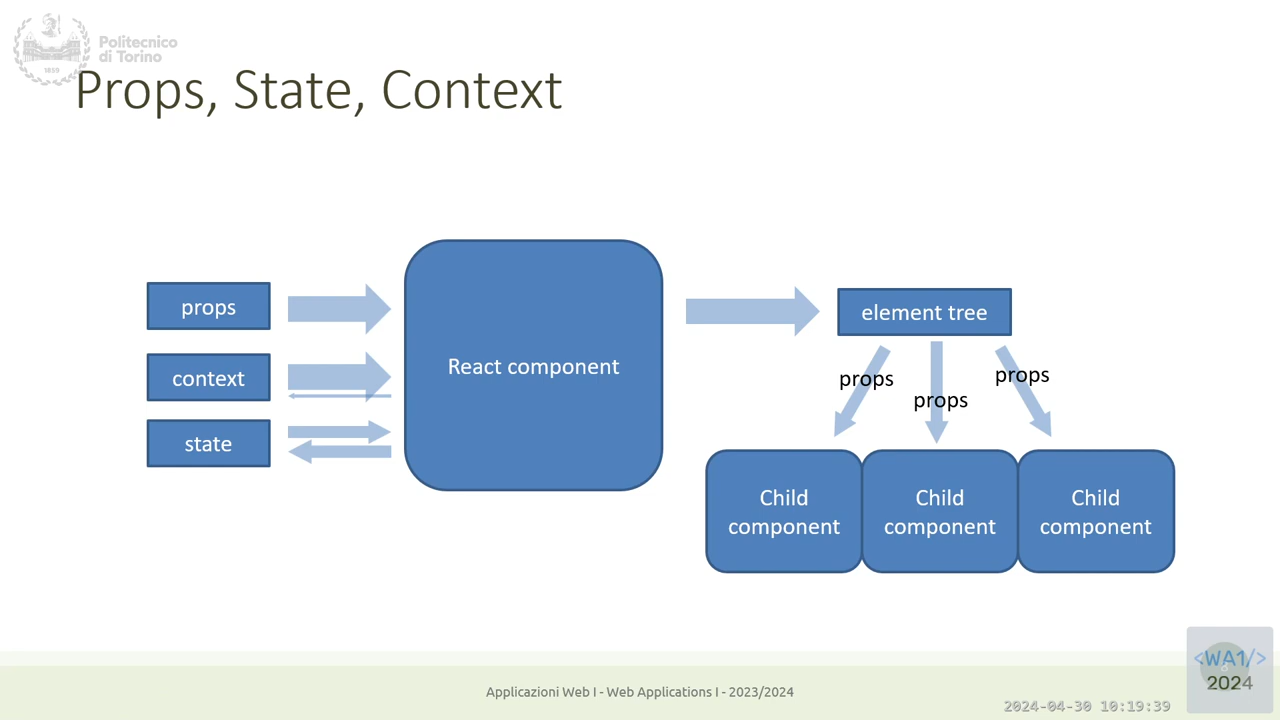 Politecnico
di Torino
1859
Props, State, Context
props
context
state
React component
element tree
props
props
props
Child
component
Child
component
Child
component
Applicazioni Web I - Web Applications I - 2023/2024
<WA1/>
2024
2024-04-30 10:19:39